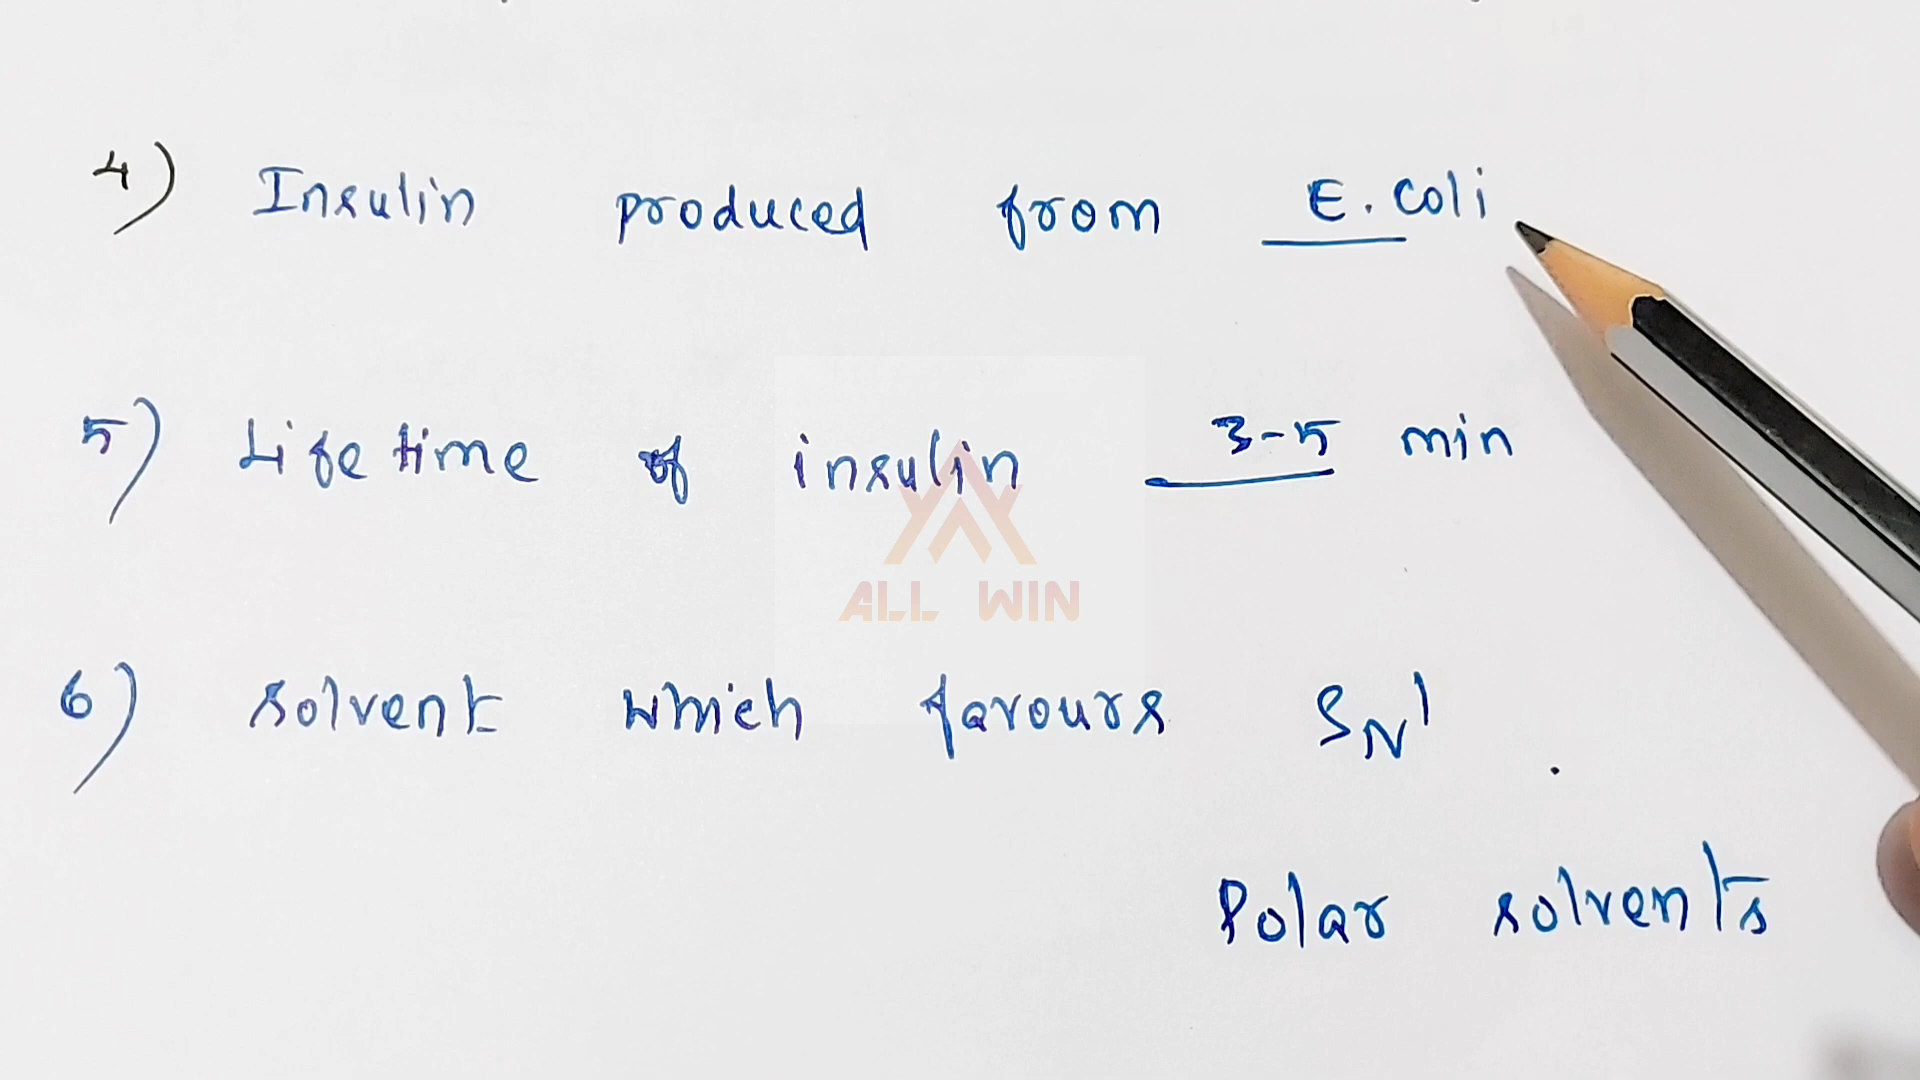 4) Insulin produced from E. coli
5) Life time of insulin 3-5 min
ALL WIN
6) solvent which favours SN1
Polar solvents